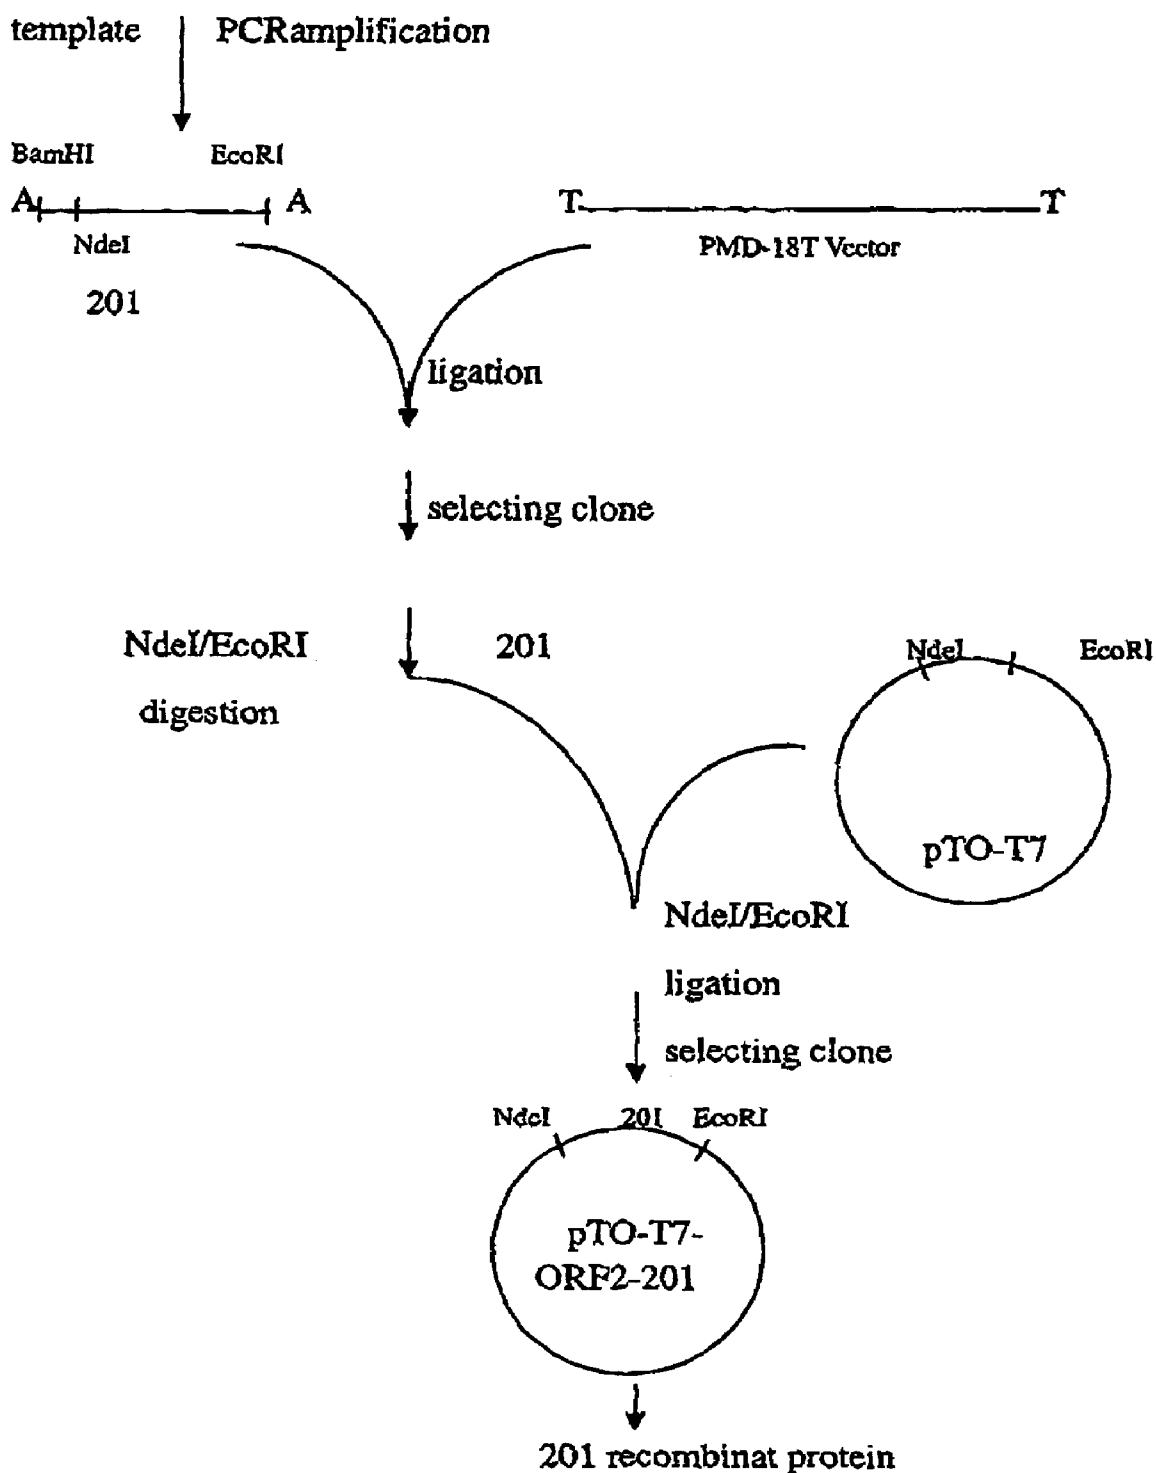 template PCRamplification
BamHI EcoRI
A A T T
NdeI PMD-18T Vector
201
ligation
selecting clone
NdeI/EcoRI 201
digestion
NdeI EcoRI
pTO-T7
NdeI/EcoRI
ligation
selecting clone
NdeI 201 EcoRI
pTO-T7-
ORF2-201
201 recombinat protein